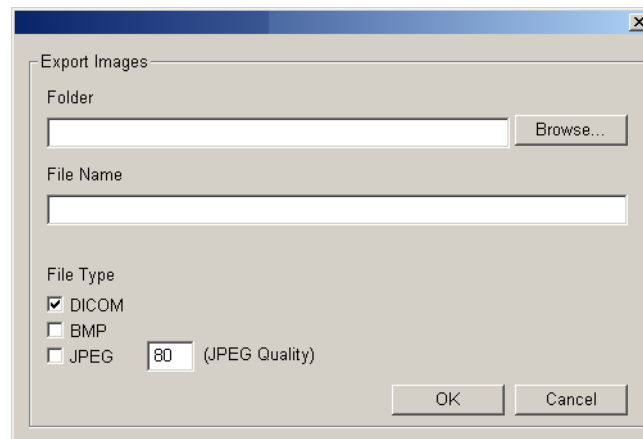 Export Images
Folder
Browse...
File Name
File Type
DICOM
BMP
JPEG 80 (JPEG Quality)
OK Cancel